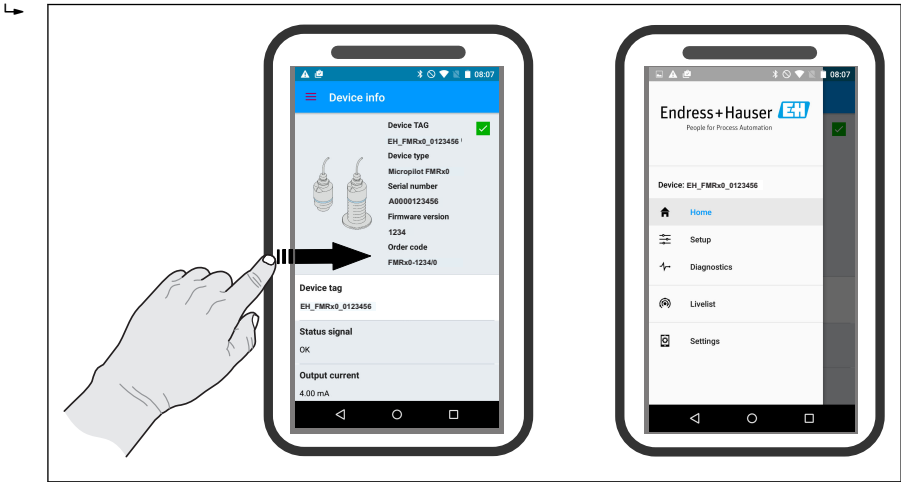 08:07
Device info
Device TAG
EH_FMRx0_0123456
Device type
Micropilot FMRx0
Serial number
A0000123456
Firmware version
1234
Order code
FMRx0-1234/0
Device tag
EH_FMRx0_0123456
Status signal
OK
Output current
4.00 mA
08:07
Endress+Hauser EH
People for Process Automation
Device: EH_FMRx0_0123456
Home
Setup
Diagnostics
Livelist
Settings